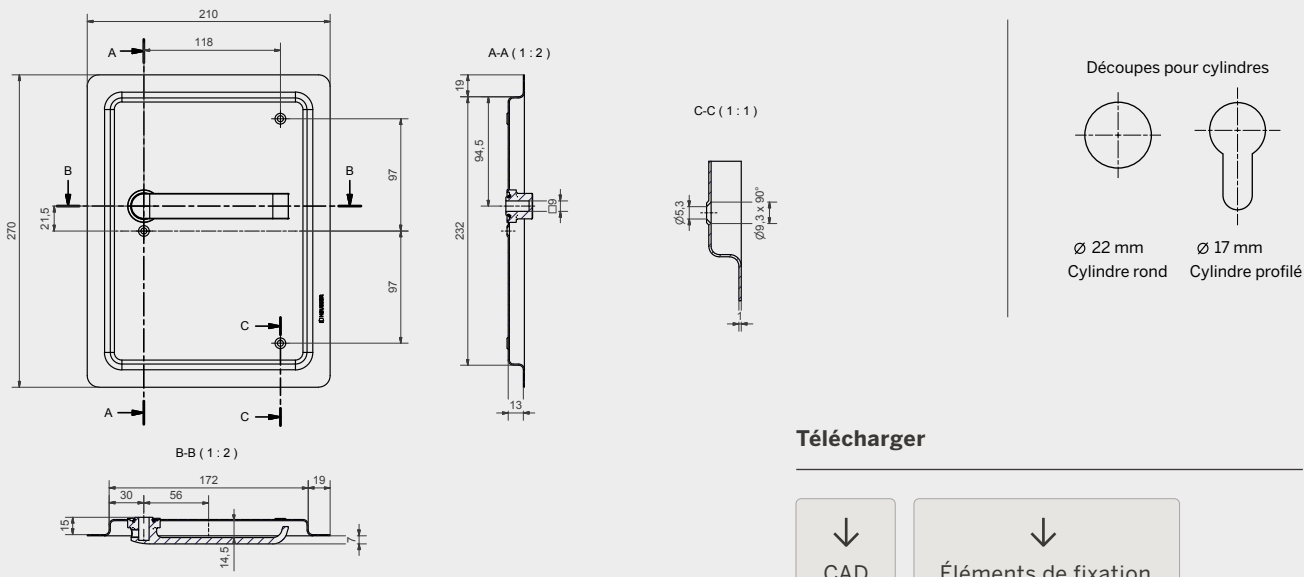 210
A
118
270
B
B
21,5
97
97
C
A
C
A-A ( 1 : 2 )
19
94,5
232
□9
13
C-C ( 1 : 1 )
Ø5,3
Ø9,3 x 90°
1
Découpes pour cylindres
Ø 22 mm
Cylindre rond
Ø 17 mm
Cylindre profilé
B-B ( 1 : 2 )
172
19
30
56
15
14,5
7
Télécharger
CAD
Éléments de fixation